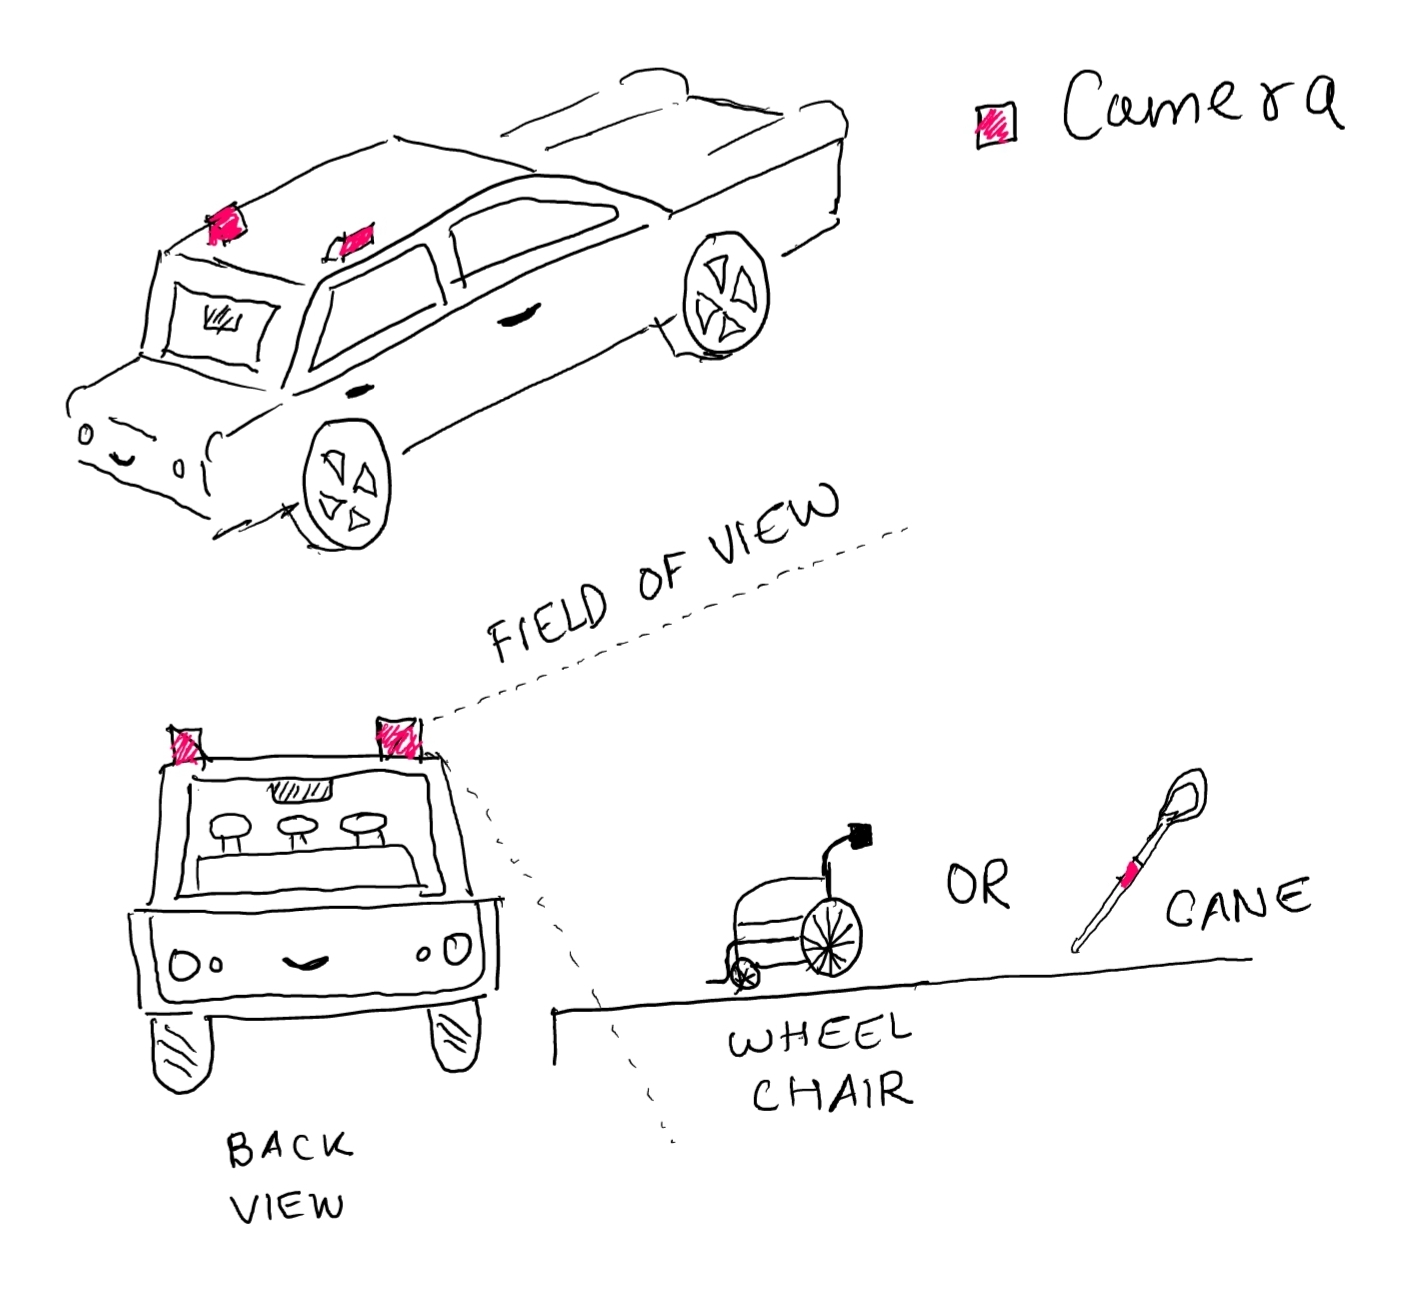 Camera
FIELD OF VIEW
OR
CANE
WHEEL
CHAIR
BACK
VIEW